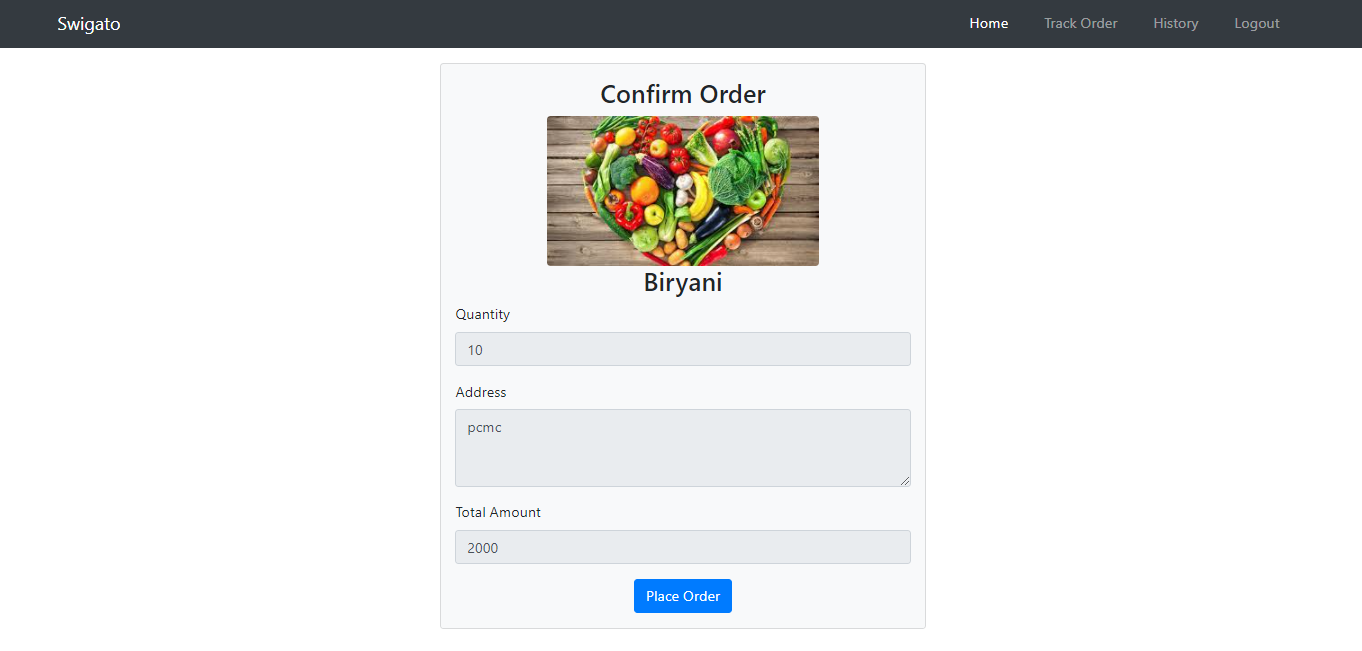 Swigato
Home Track Order History Logout
Confirm Order
Biryani
Quantity
10
Address
pcmc
Total Amount
2000
Place Order